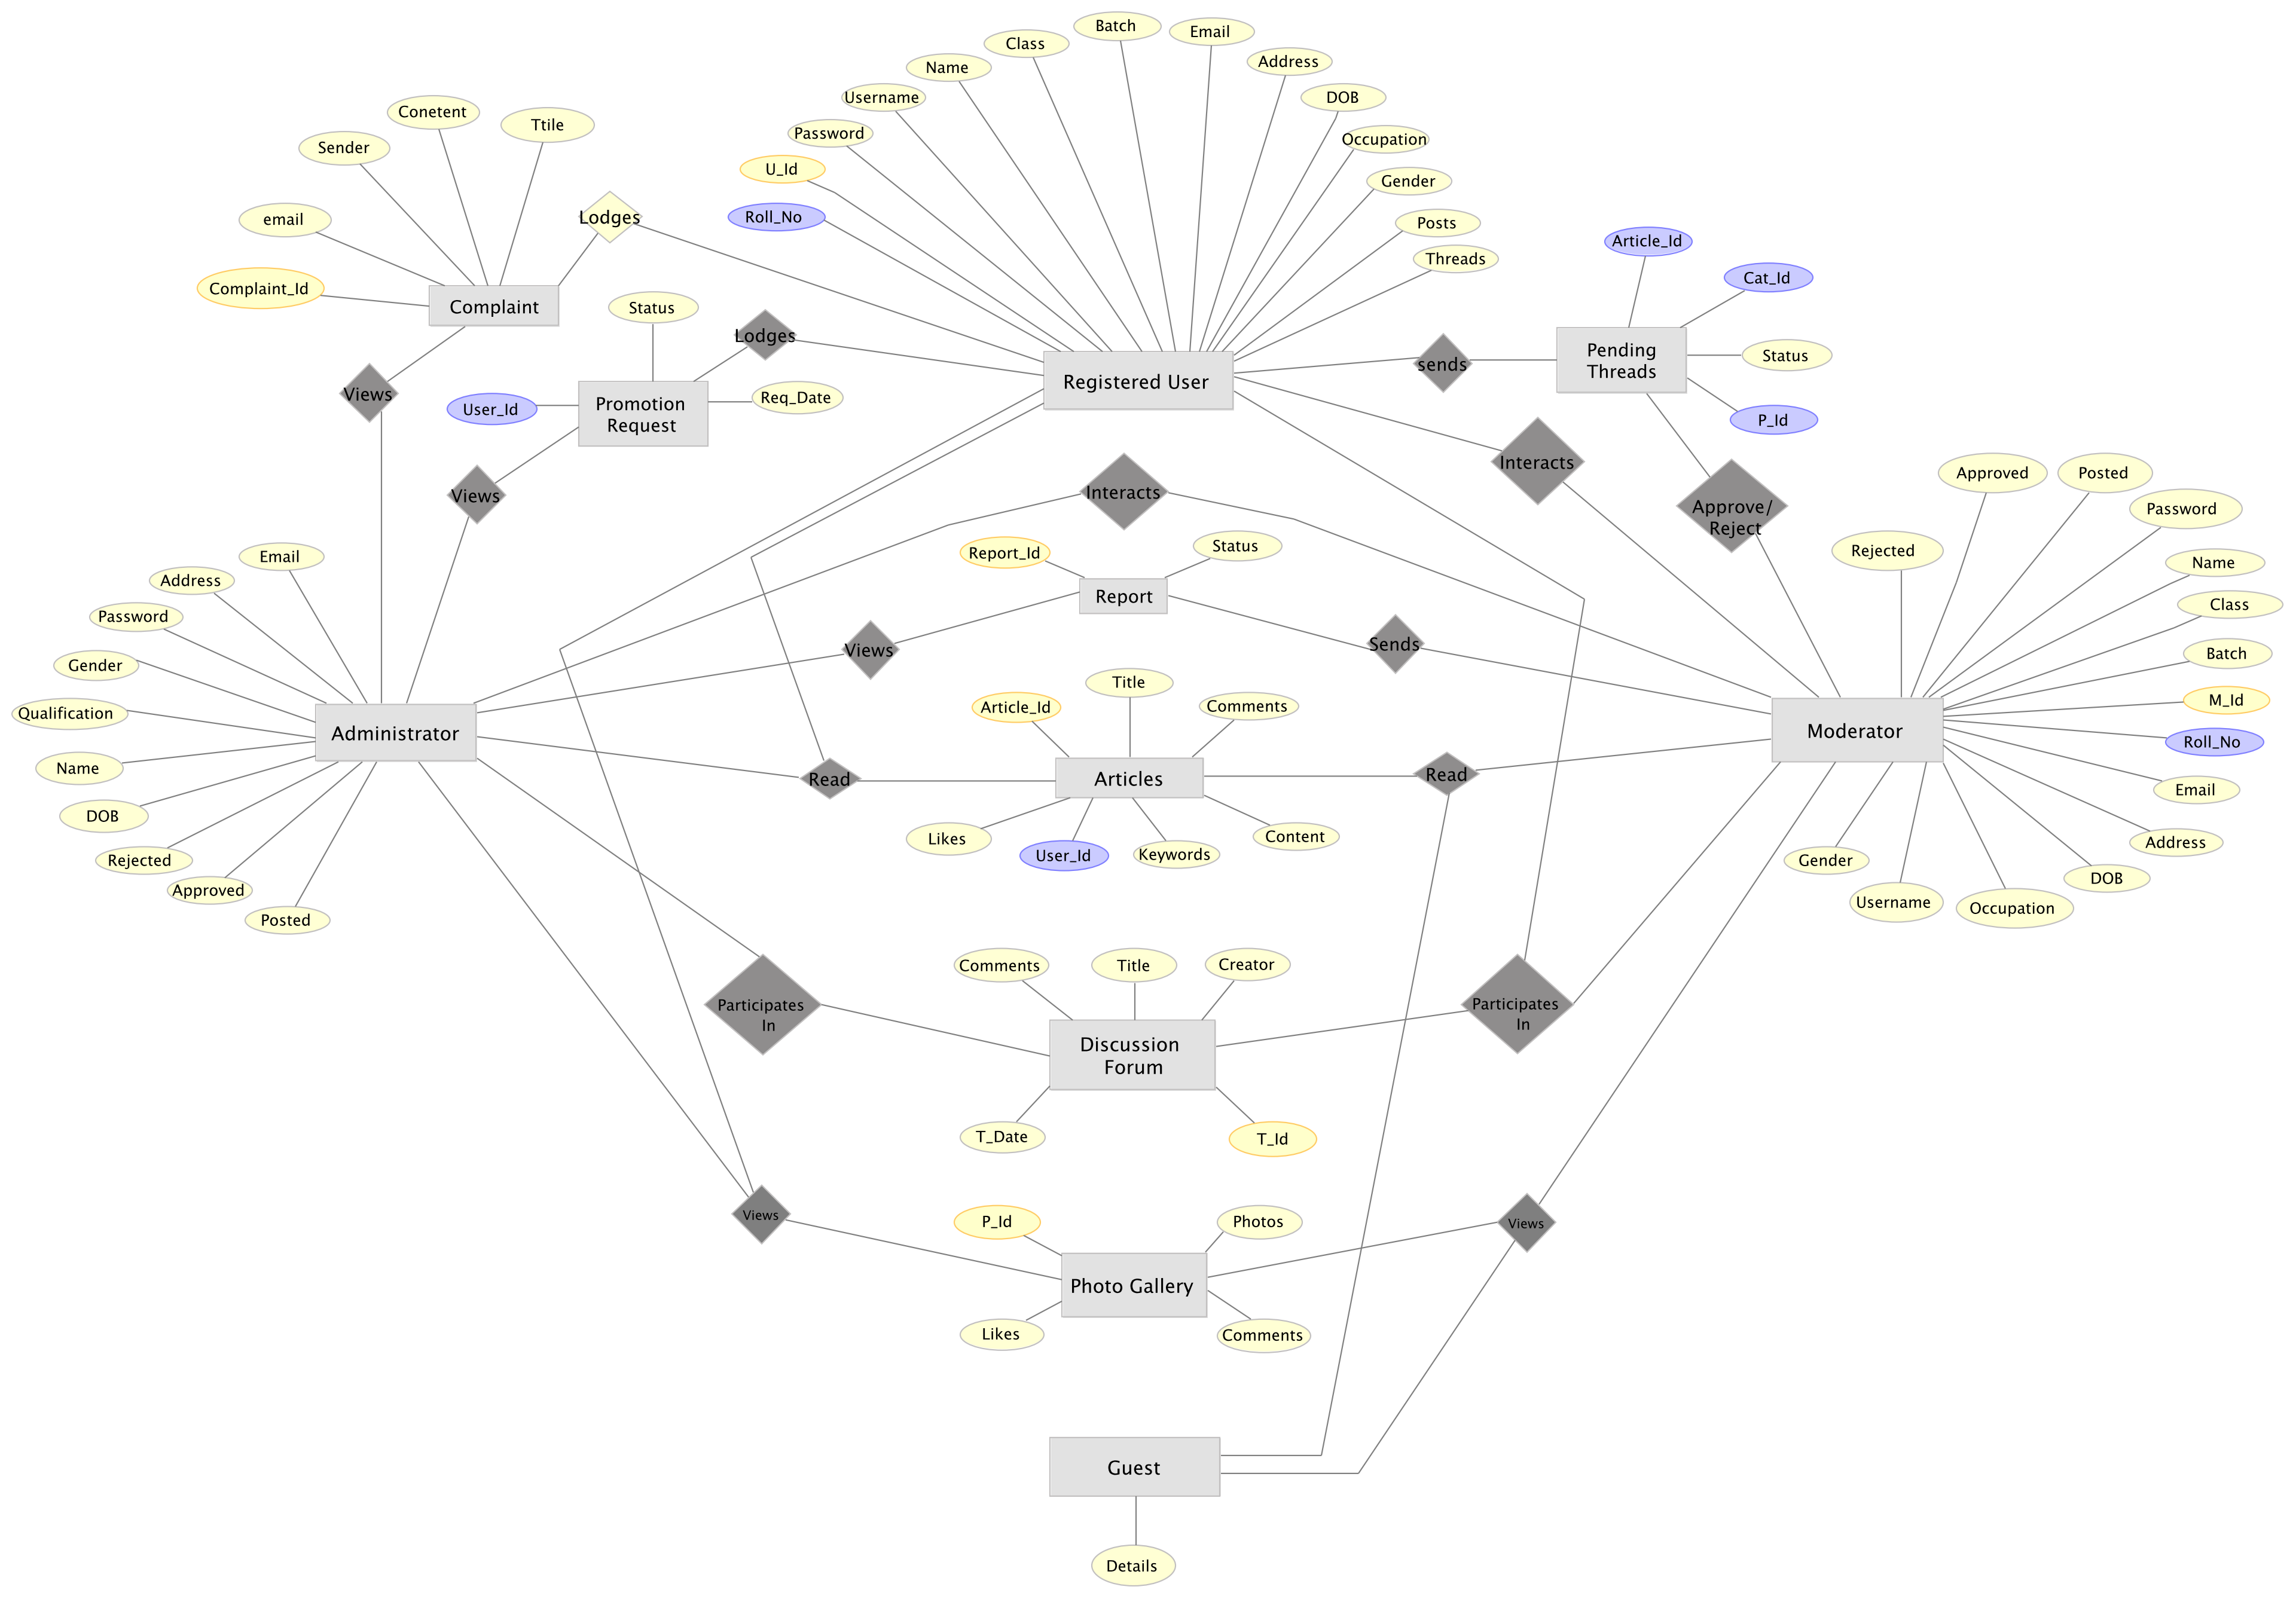 Batch
Email
Class
Address
Name
DOB
Username
Conetent
Ttile
Password
Occupation
Sender
U_Id
Gender
Roll_No
Lodges
email
Posts
Article_Id
Threads
Cat_Id
Complaint_Id
Complaint
Status
Lodges
Pending
Threads
Status
sends
Registered User
Views
User_Id
Promotion
Request
Req_Date
P_Id
Interacts
Interacts
Views
Approve/
Reject
Approved
Posted
Password
Email
Report_Id
Status
Rejected
Name
Address
Report
Class
Password
Views
Sends
Batch
Gender
Title
Article_Id
Comments
M_Id
Qualification
Administrator
Moderator
Roll_No
Name
Read
Articles
Read
Email
DOB
Likes
User_Id
Keywords
Content
Address
Rejected
Gender
DOB
Approved
Username
Occupation
Posted
Comments
Title
Creator
Participates
In
Participates
In
Discussion
Forum
T_Date
T_Id
Views
P_Id
Photos
Views
Photo Gallery
Likes
Comments
Guest
Details